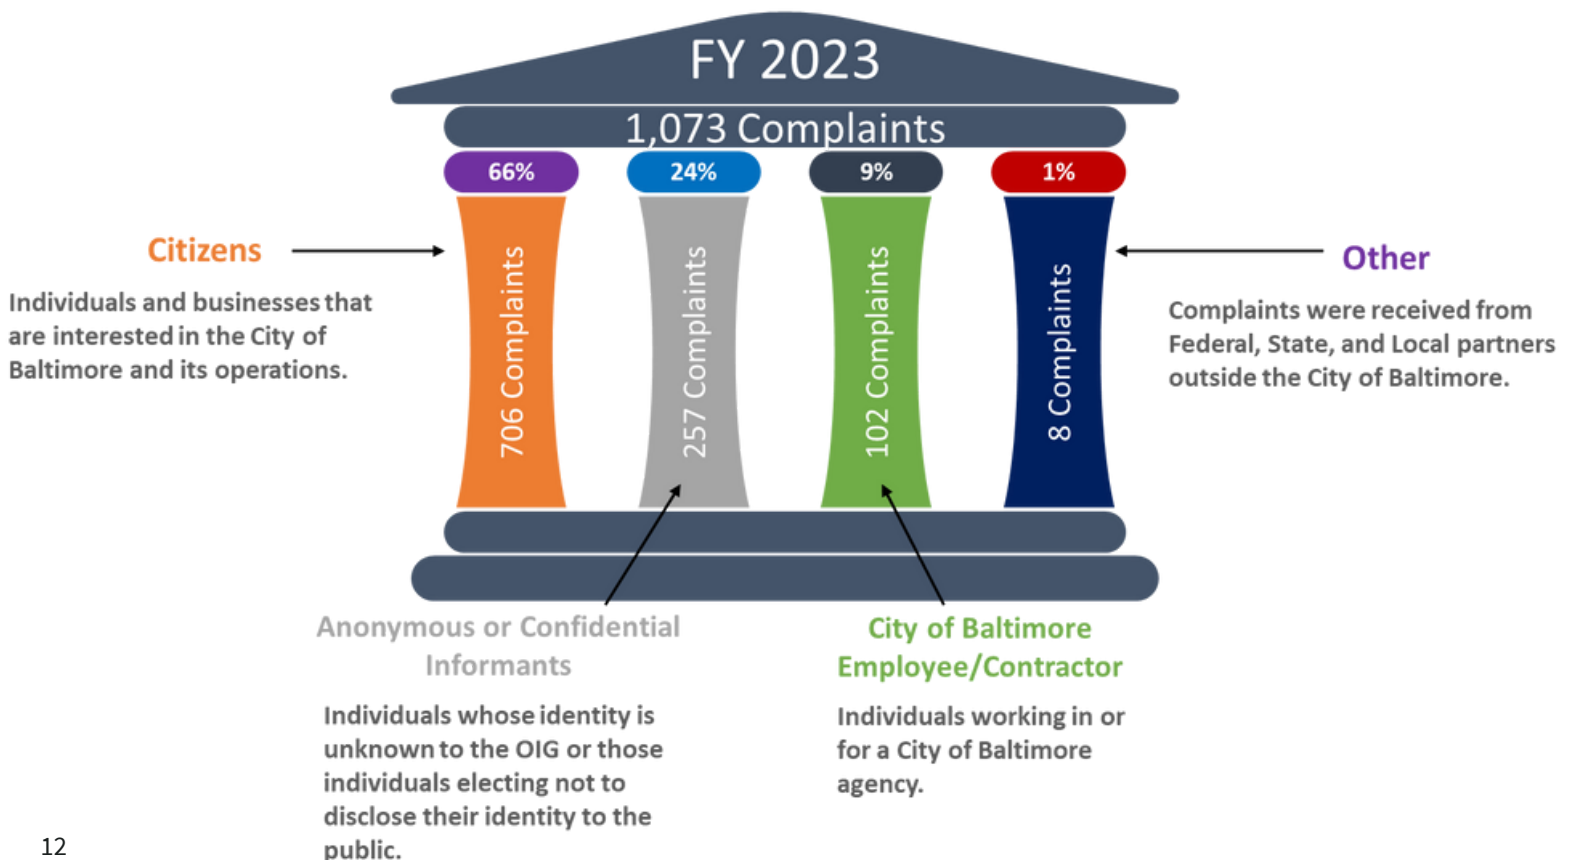 FY 2023
1,073 Complaints
66%
24%
9%
1%
706 Complaints
257 Complaints
102 Complaints
8 Complaints
Citizens
Individuals and businesses that
are interested in the City of
Baltimore and its operations.
Other
Complaints were received from
Federal, State, and Local partners
outside the City of Baltimore.
Anonymous or Confidential
Informants
Individuals whose identity is
unknown to the OIG or those
individuals electing not to
disclose their identity to the
public.
City of Baltimore
Employee/Contractor
Individuals working in or
for a City of Baltimore
agency.
12